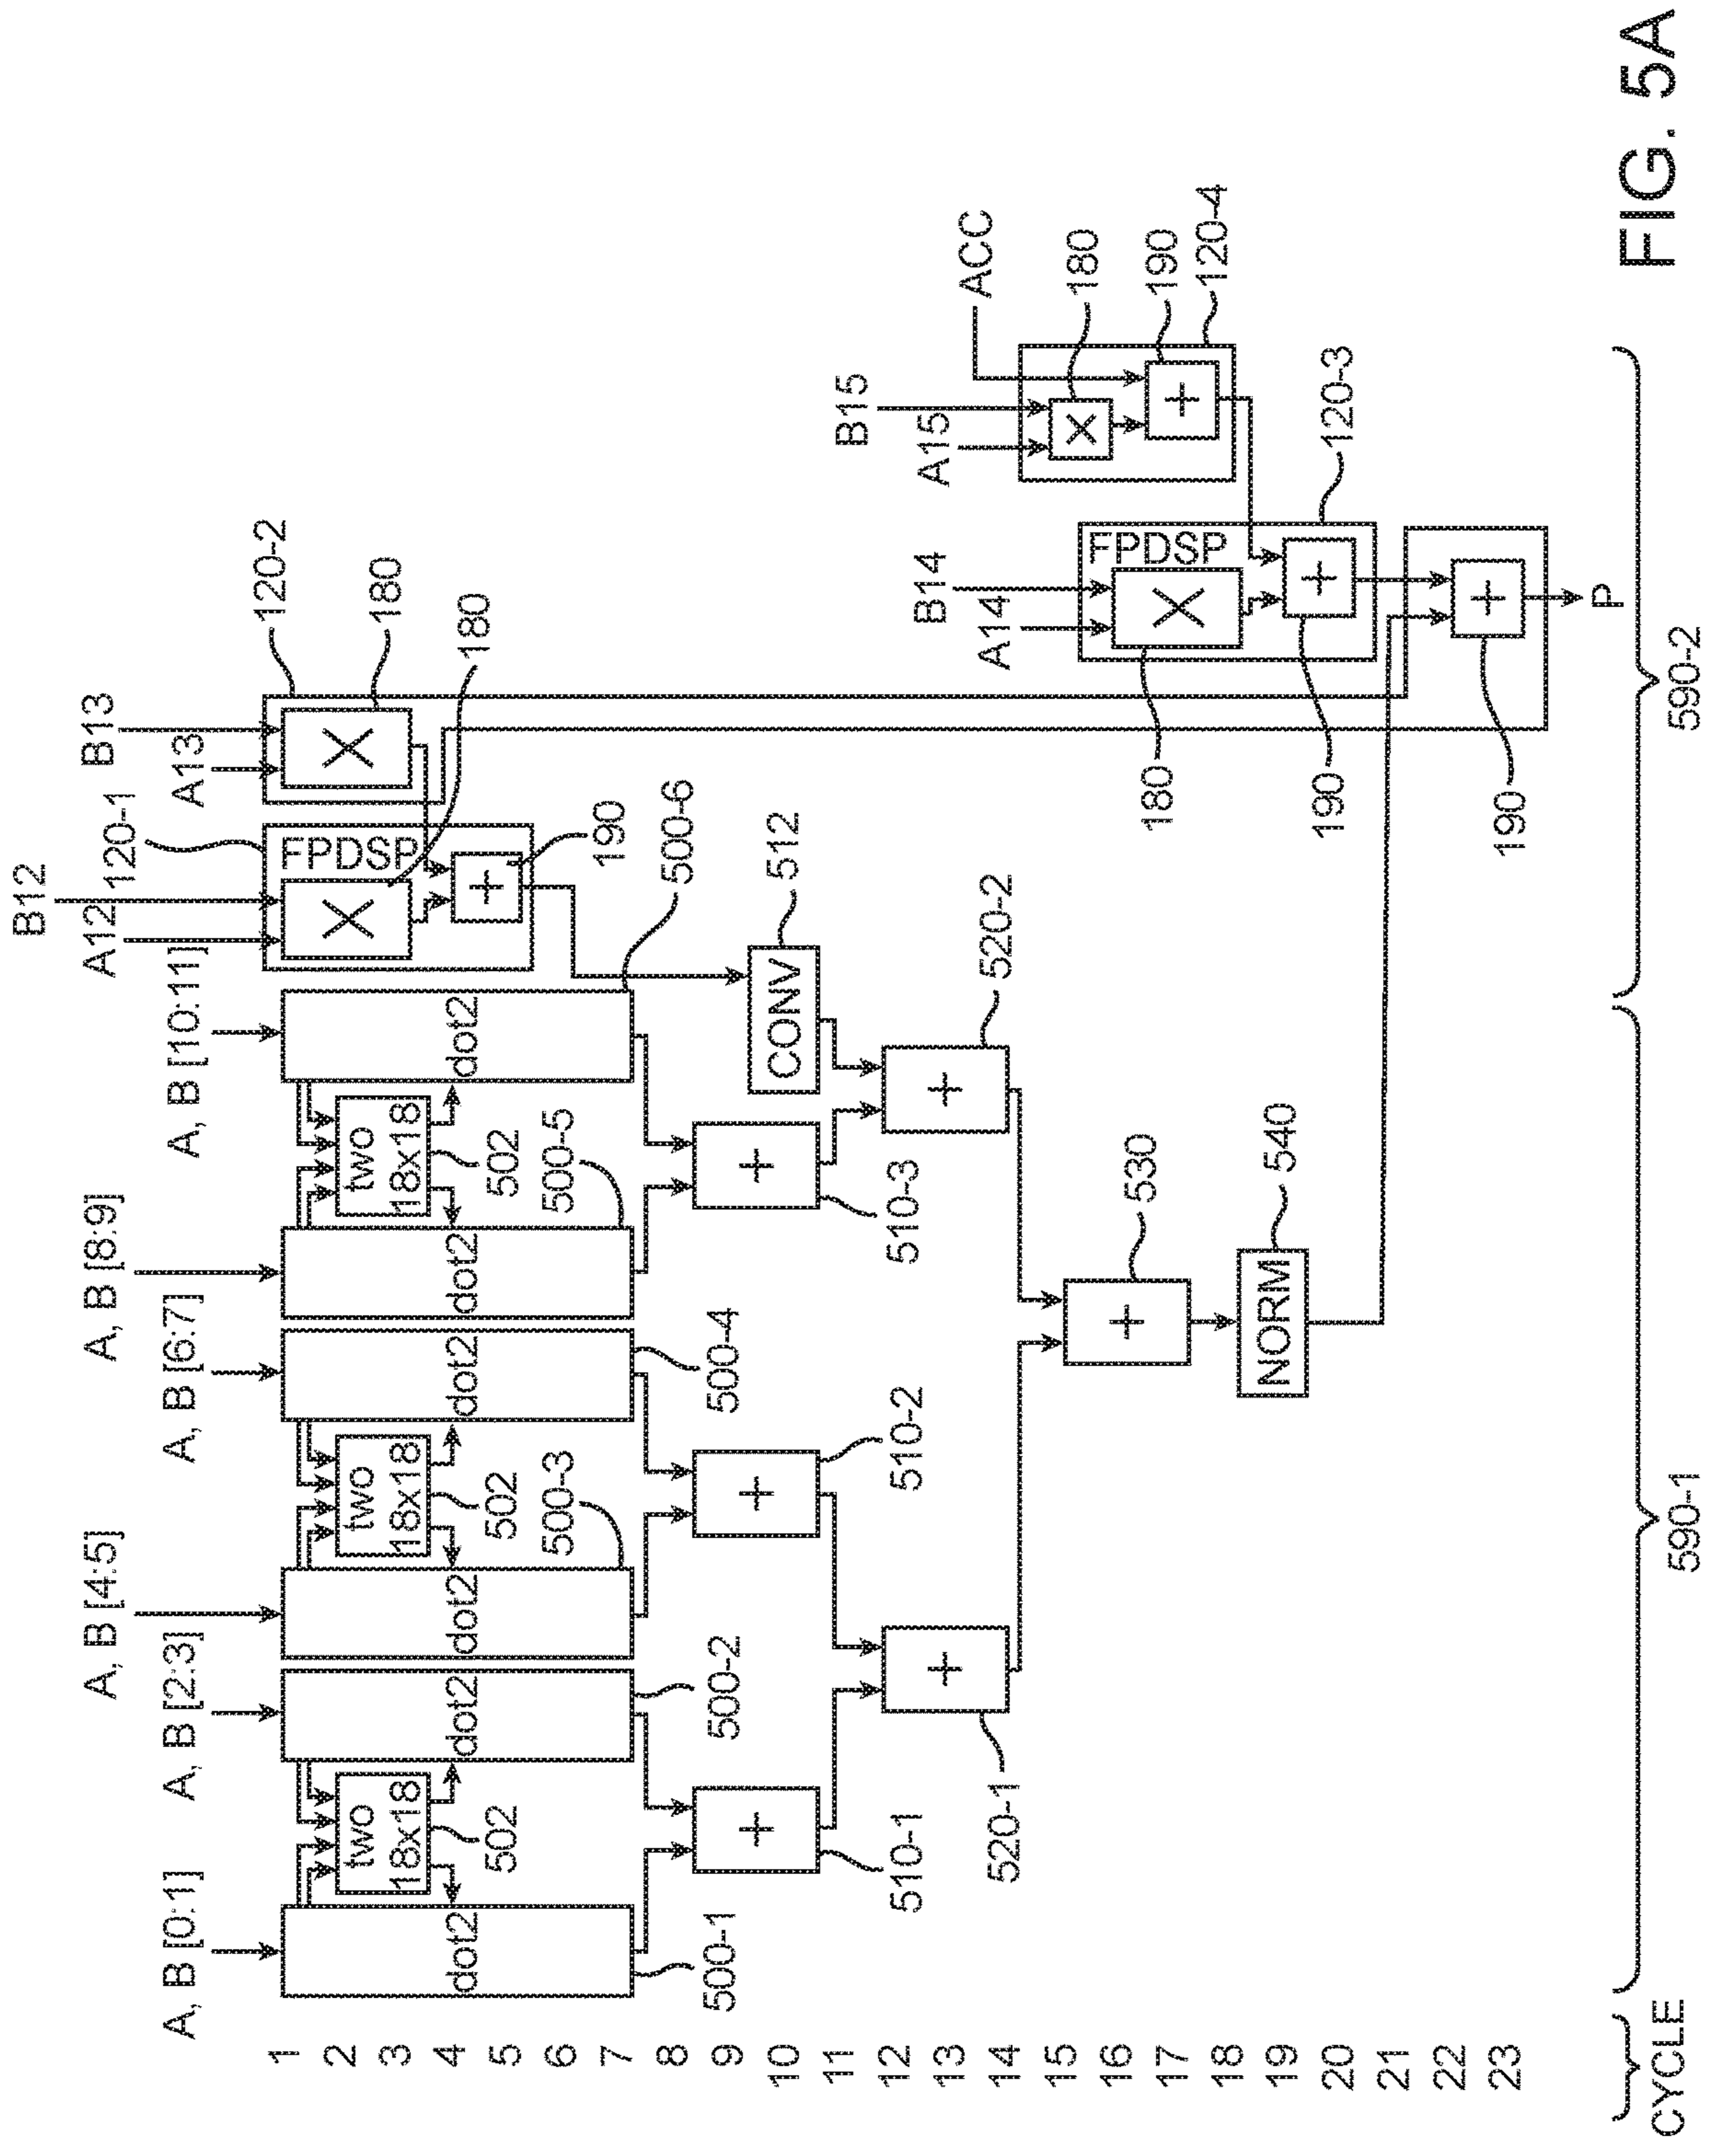 FIG. 5A
CYCLE
1
2
3
4
5
6
7
8
9
10
11
12
13
14
15
16
17
18
19
20
21
22
23
590-1
590-2
A, B [0:1]
A, B [2:3]
A, B [4:5]
A, B [6:7]
A, B [8:9]
A, B [10:11]
A12
B12
120-1
A13
B13
120-2
180
180
FPDSP
X
X
+
190
dot2
dot2
dot2
dot2
dot2
dot2
two
18x18
502
two
18x18
502
two
18x18
502
500-1
500-2
500-3
500-4
500-5
500-6
+
510-1
+
510-2
+
510-3
CONV
512
+
520-1
+
520-2
+
530
NORM
540
A14
B14
FPDSP
X
180
+
190
120-3
A15
B15
ACC
X
180
+
190
120-4
+
190
P